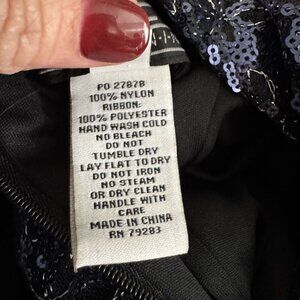 PO 27878
100% NYLON
RIBBON:
100% POLYESTER
HAND WASH COLD
NO BLEACH
DO NOT
TUMBLE DRY
LAY FLAT TO DRY
DO NOT IRON
NO STEAM
OR DRY CLEAN
HANDLE WITH
CARE
MADE IN CHINA
RN 79283